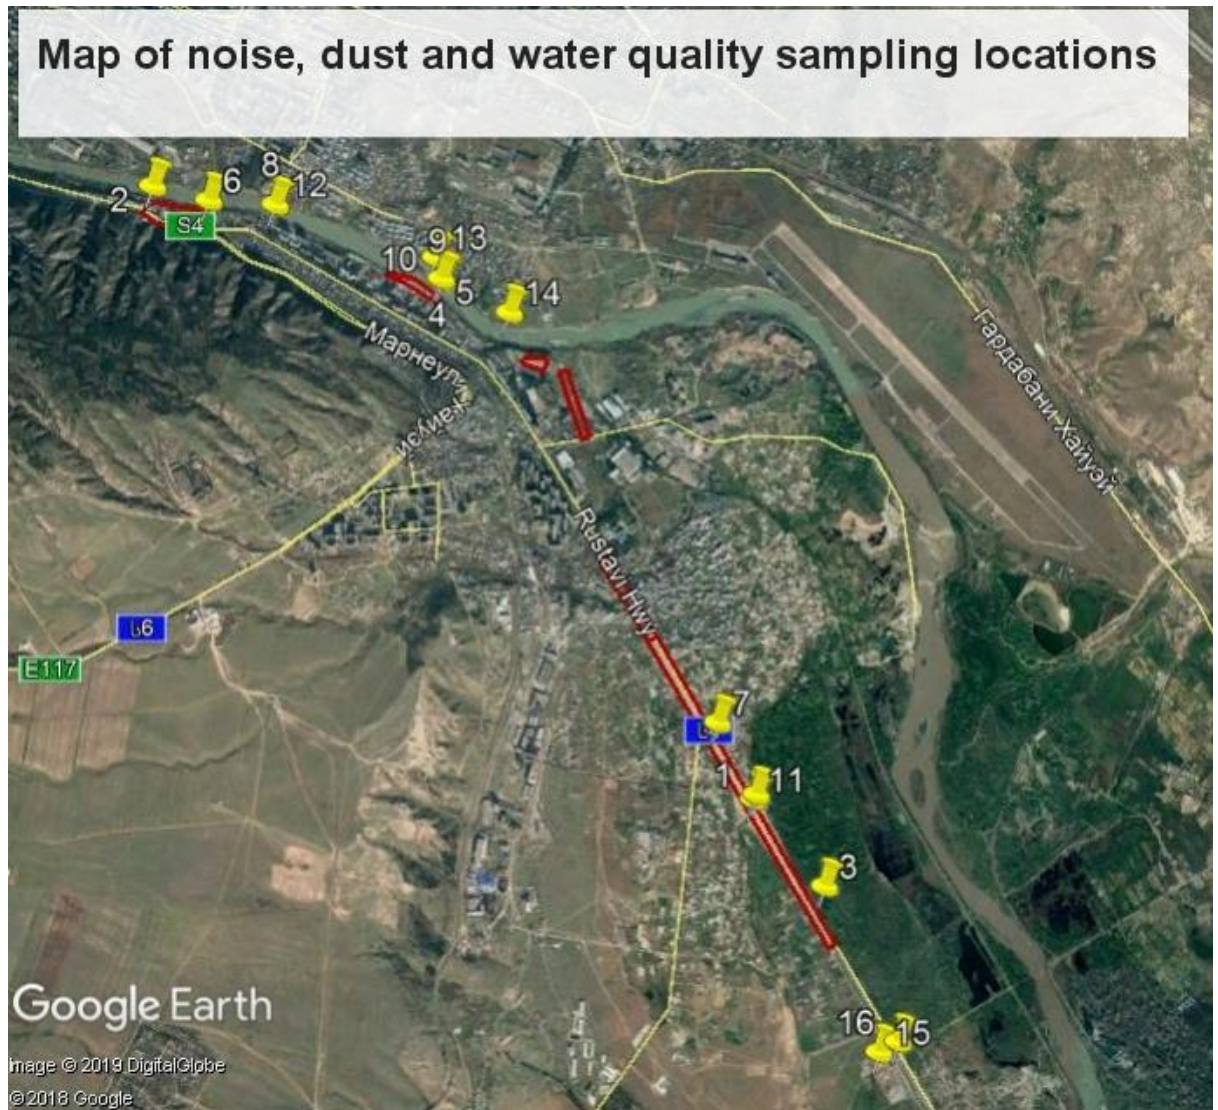 Map of noise, dust and water quality sampling locations
8
6
12
2
S4
9
13
10
5
14
4
Марнеули
Хайуэй
Гардабани Хайуэй
Rustavi Hwy
ს6
E117
7
1
11
3
Google Earth
16
15
Image © 2019 DigitalGlobe
© 2018 Google